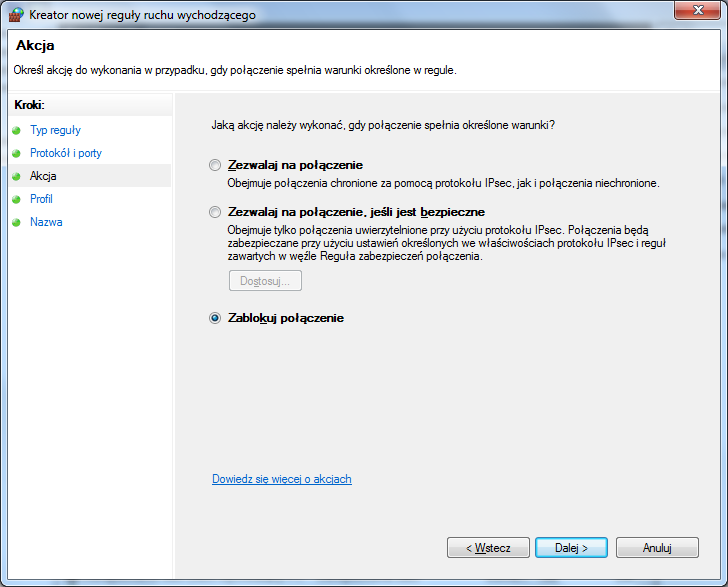 Kreator nowej reguły ruchu wychodzącego
Akcja
Określ akcję do wykonania w przypadku, gdy połączenie spełnia warunki określone w regule.
Kroki:
Typ reguły
Protokół i porty
Akcja
Profil
Nazwa
Jaką akcję należy wykonać, gdy połączenie spełnia określone warunki?
Zezwalaj na połączenie
Obejmuje połączenia chronione za pomocą protokołu IPsec, jak i połączenia niechronione.
Zezwalaj na połączenie, jeśli jest bezpieczne
Obejmuje tylko połączenia uwierzytelnione przy użyciu protokołu IPsec. Połączenia będą
zabezpieczane przy użyciu ustawień określonych we właściwościach protokołu IPsec i reguł
zawartych w węźle Reguła zabezpieczeń połączenia.
Dostosuj...
Zablokuj połączenie
Dowiedz się więcej o akcjach
< Wstecz
Dalej >
Anuluj